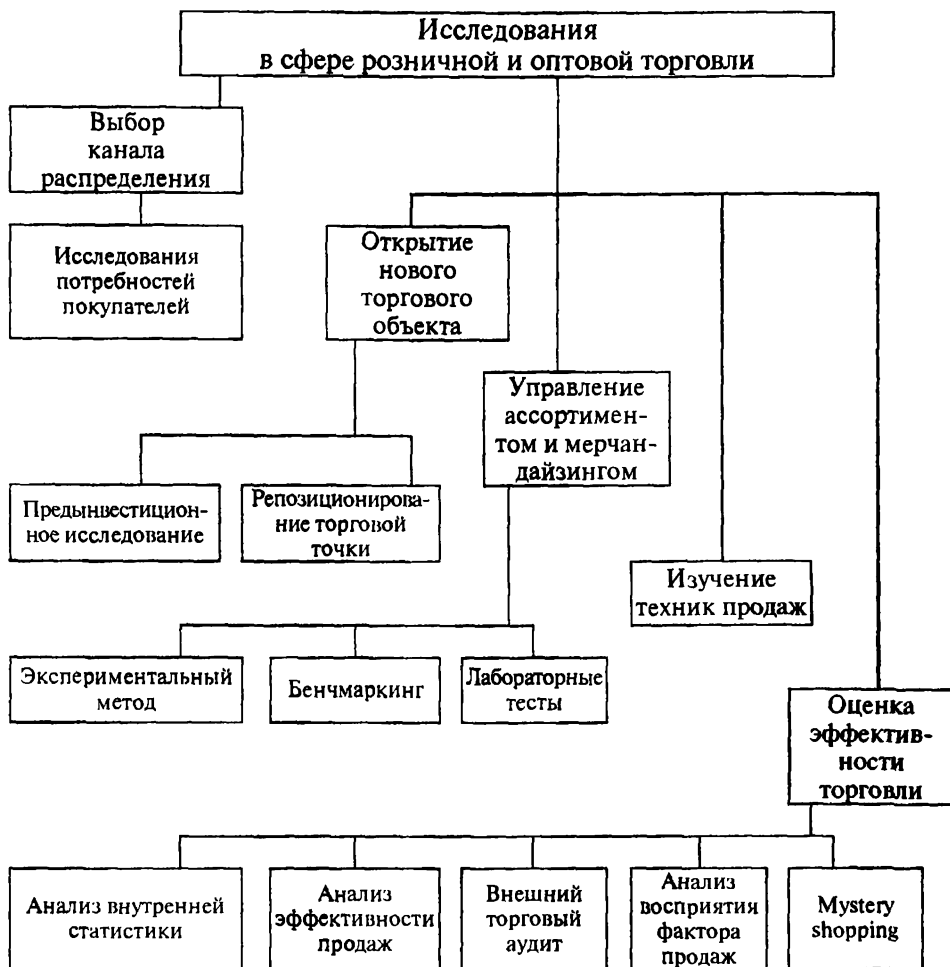 Исследования
в сфере розничной и оптовой торговли
Выбор
канала
распределения
Исследования
потребностей
покупателей
Открытие
нового
торгового
объекта
Управление
ассортимен-
том и мерчан-
дайзингом
Предынвестицион-
ное исследование
Репозиционирова-
ние торговой
точки
Изучение
техник продаж
Экспериментальный
метод
Бенчмаркинг
Лабораторные
тесты
Оценка
эффектив-
ности
торговли
Анализ внутренней
статистики
Анализ
эффективности
продаж
Внешний
торговый
аудит
Анализ
восприятия
фактора
продаж
Mystery
shopping